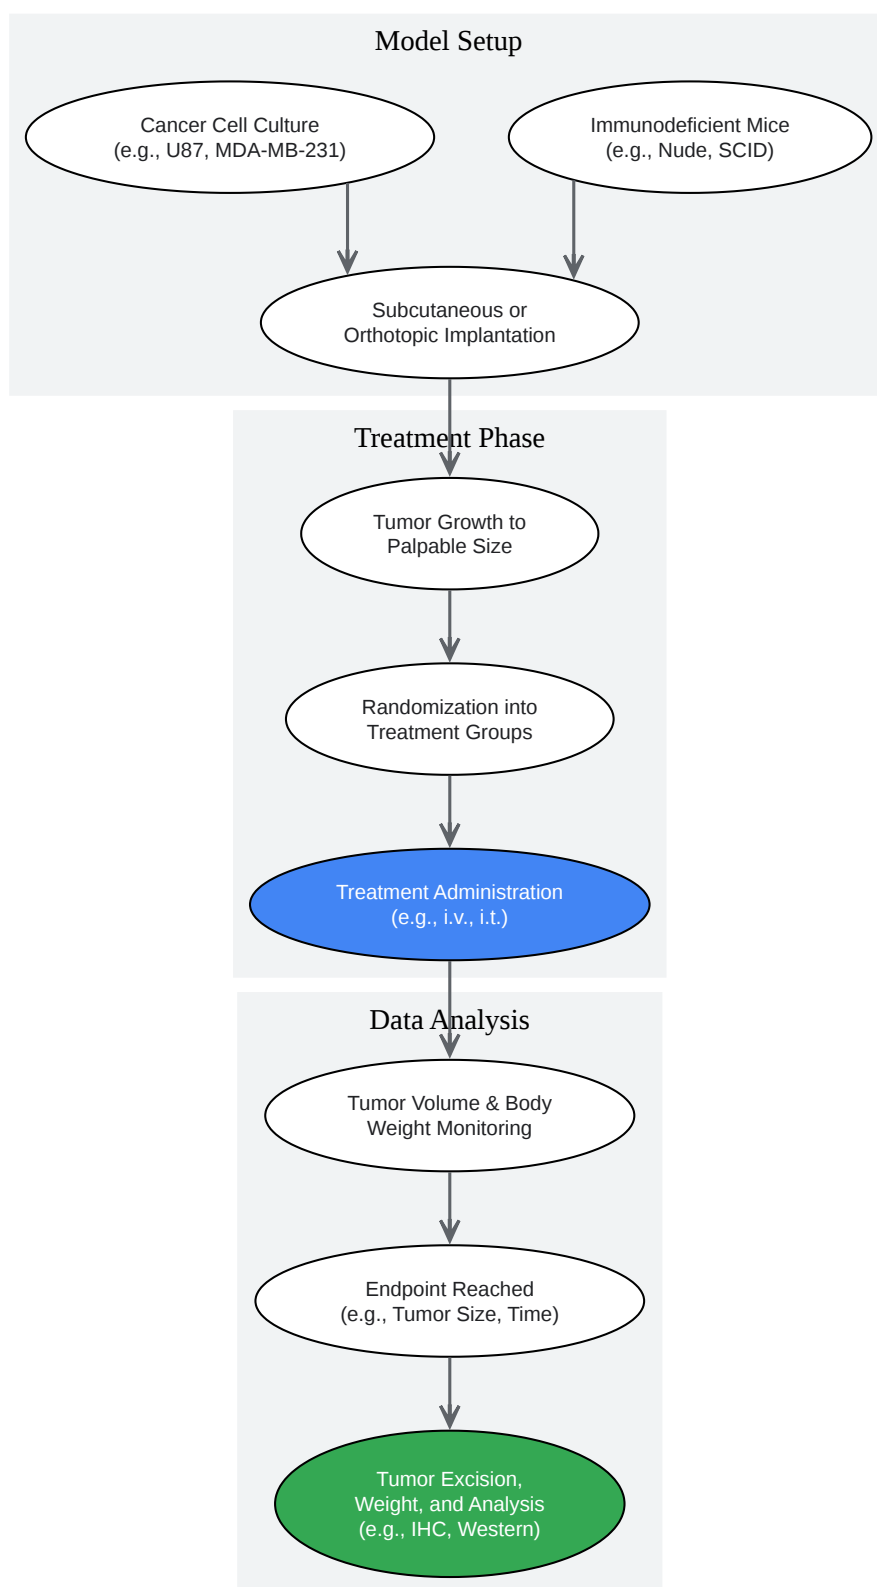 Model Setup
Cancer Cell Culture
(e.g., U87, MDA-MB-231)
Immunodeficient Mice
(e.g., Nude, SCID)
Subcutaneous or
Orthotopic Implantation
Treatment Phase
Tumor Growth to
Palpable Size
Randomization into
Treatment Groups
Treatment Administration
(e.g., i.v., i.t.)
Data Analysis
Tumor Volume & Body
Weight Monitoring
Endpoint Reached
(e.g., Tumor Size, Time)
Tumor Excision,
Weight, and Analysis
(e.g., IHC, Western)